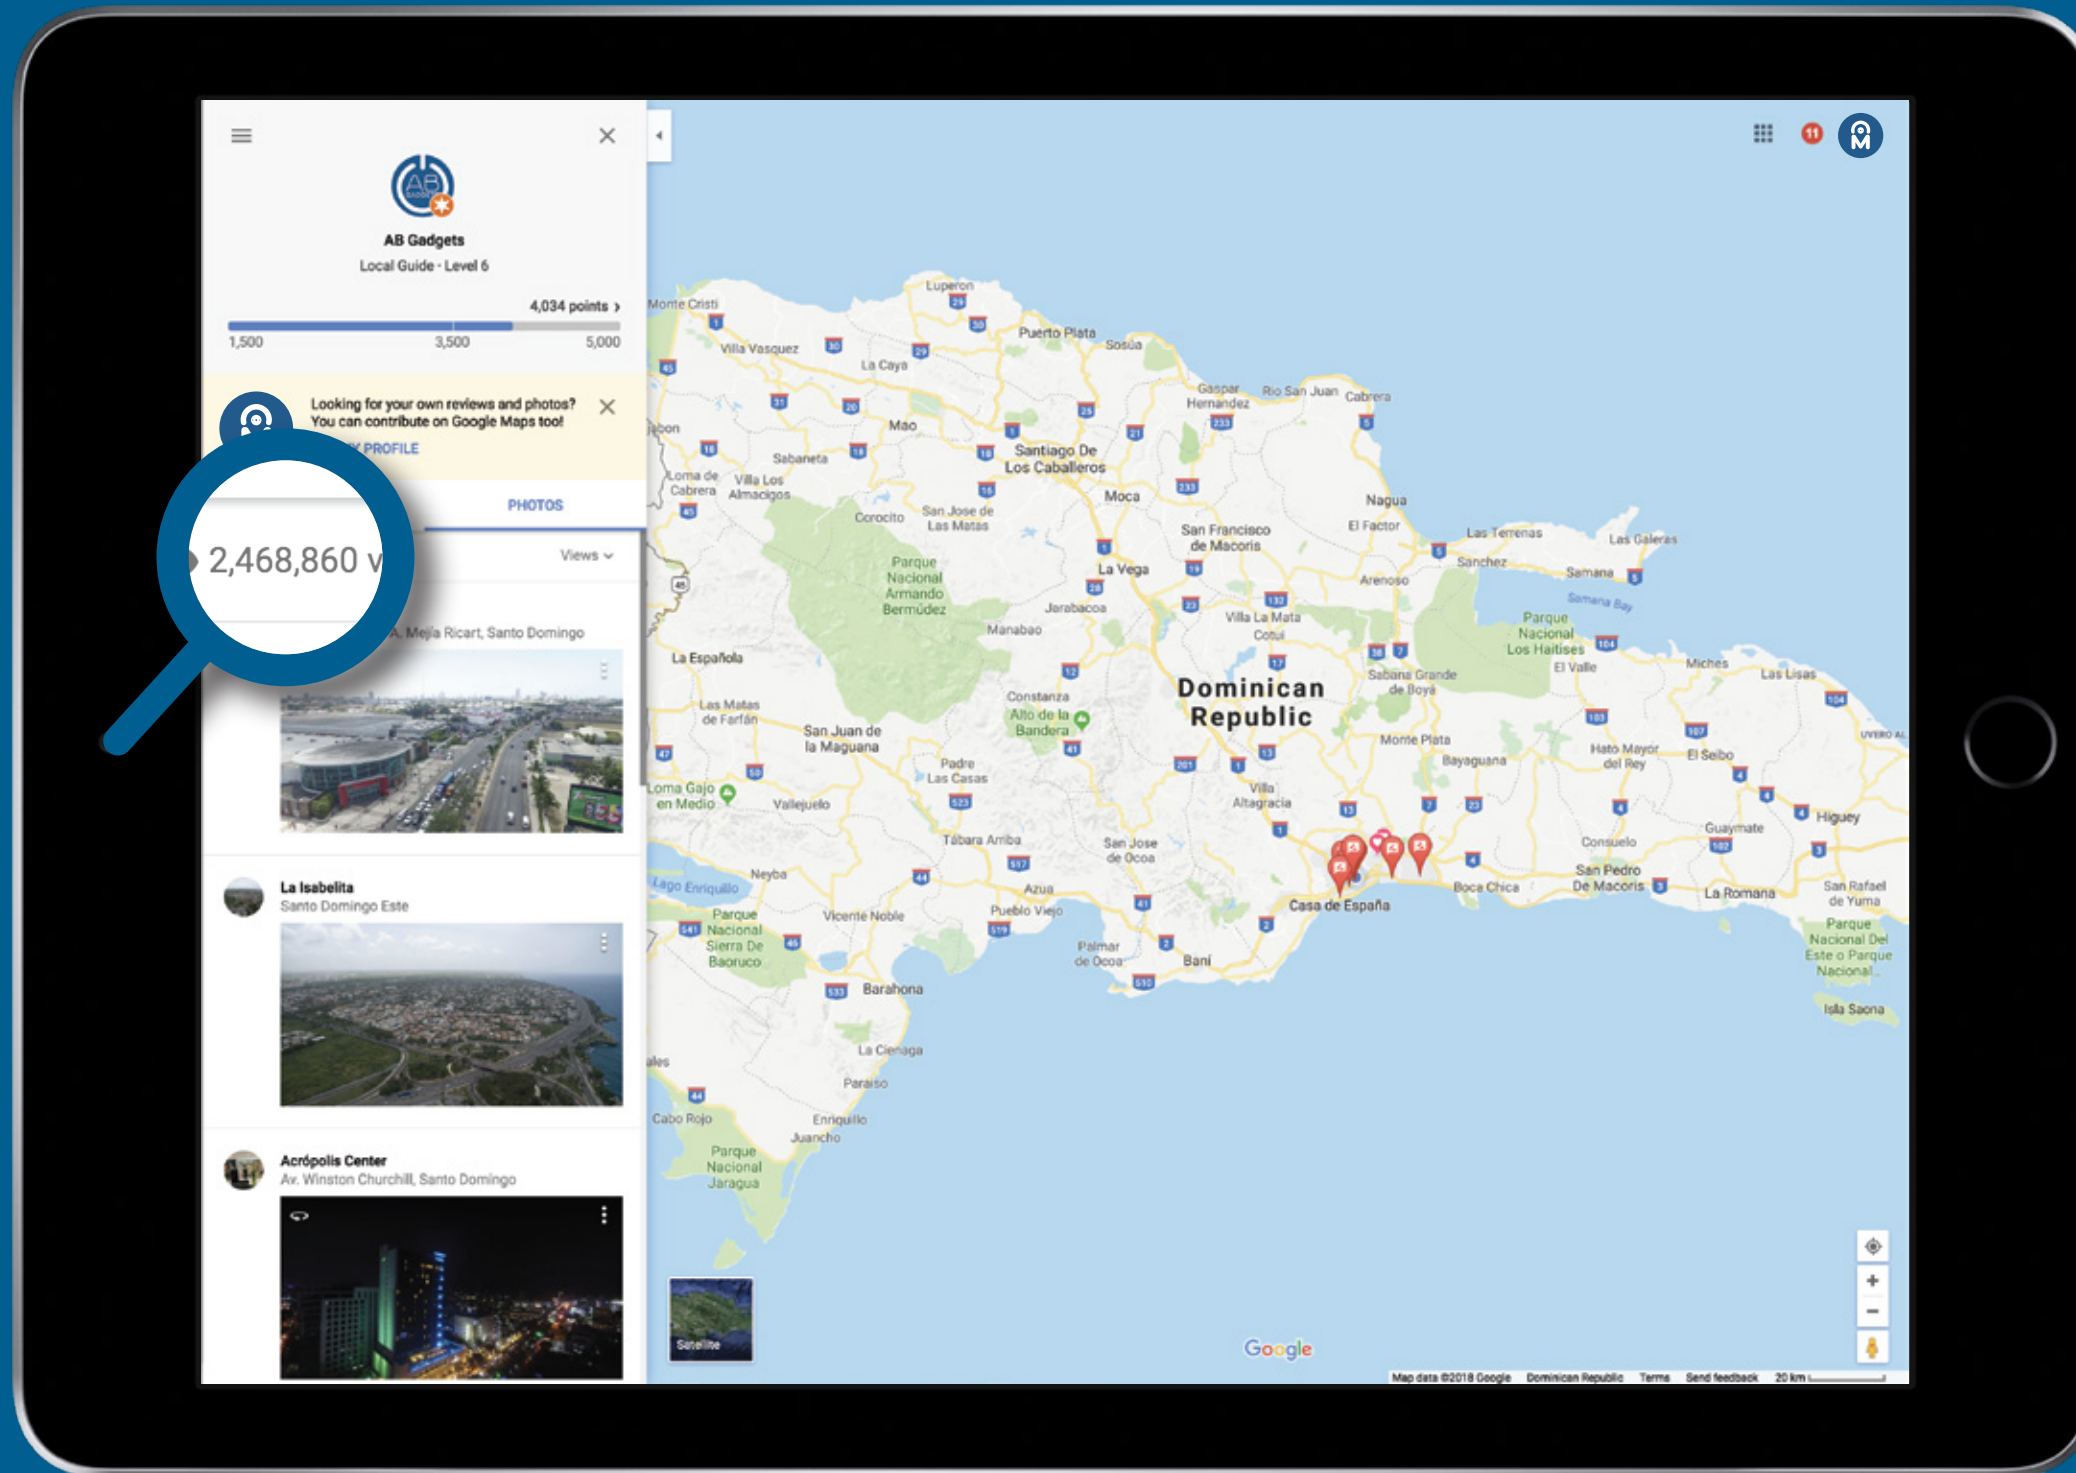 AB
AB Gadgets
Local Guide - Level 6
4,034 points
1,500 3,500 5,000
Looking for your own reviews and photos?
You can contribute on Google Maps too!
PROFILE
PHOTOS
2,468,860 v
Views
A. Mejía Ricart, Santo Domingo
La Isabelita
Santo Domingo Este
Acrópolis Center
Av. Winston Churchill, Santo Domingo
11
M
Luperon
Monte Cristi
Puerto Plata
Sosúa
Villa Vasquez
La Caya
Gaspar
Hernandez
Rio San Juan
Cabrera
Mao
jabon
Santiago De
Los Caballeros
Sabaneta
Loma de
Cabrera
Villa Los
Almacigos
Moca
Nagua
Corocito
San Jose de
Las Matas
San Francisco
de Macoris
El Factor
Las Terrenas
Las Galeras
Parque
Nacional
Armando
Bermúdez
La Vega
Sanchez
Samana
Arenoso
Samana Bay
Jarabacoa
Villa La Mata
Cotui
Parque
Nacional
Los Haitises
Manabao
La Española
El Valle
Miches
Las Lisas
Sabana Grande
de Boyá
Constanza
Dominican
Republic
Las Matas
de Farfán
Alto de la
Bandera
San Juan de
la Maguana
Monte Plata
Hato Mayor
del Rey
El Seibo
UVERO AL
Padre
Las Casas
Bayaguana
Loma Gajo
en Medio
Vallejuelo
Villa
Altagracia
Higuey
Guaymate
Tábara Arriba
San Jose
de Ocoa
Consuelo
Neyba
Lago Enriquillo
Azua
Casa de España
Boca Chica
San Pedro
De Macoris
La Romana
San Rafael
de Yuma
Pueblo Viejo
Vicente Noble
Parque
Nacional
Sierra De
Baoruco
Palmar
de Ocoa
Baní
Parque
Nacional Del
Este o Parque
Nacional...
Barahona
Isla Saona
La Cienaga
ales
Paraiso
Cabo Rojo
Enriquillo
Juancho
Parque
Nacional
Jaragua
Satellite
Google
Map data ©2018 Google Dominican Republic Terms Send feedback 20 km